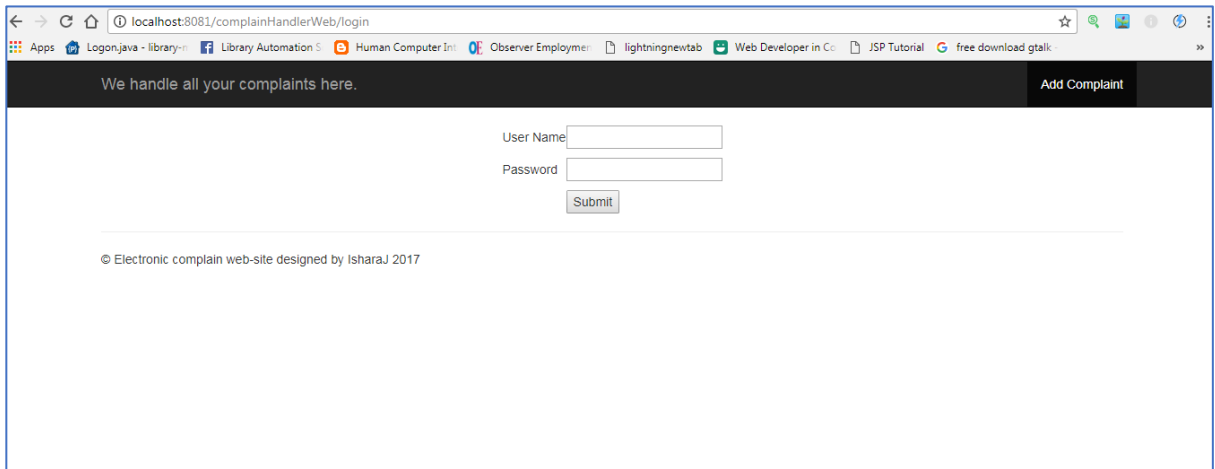 localhost:8081/complainHandlerWeb/login
Apps Logon.java - library-m Library Automation S Human Computer Int Observer Employmen lightningnewtab Web Developer in Co JSP Tutorial free download gtalk - »
We handle all your complaints here. Add Complaint
User Name
Password
Submit
© Electronic complain web-site designed by IsharaJ 2017